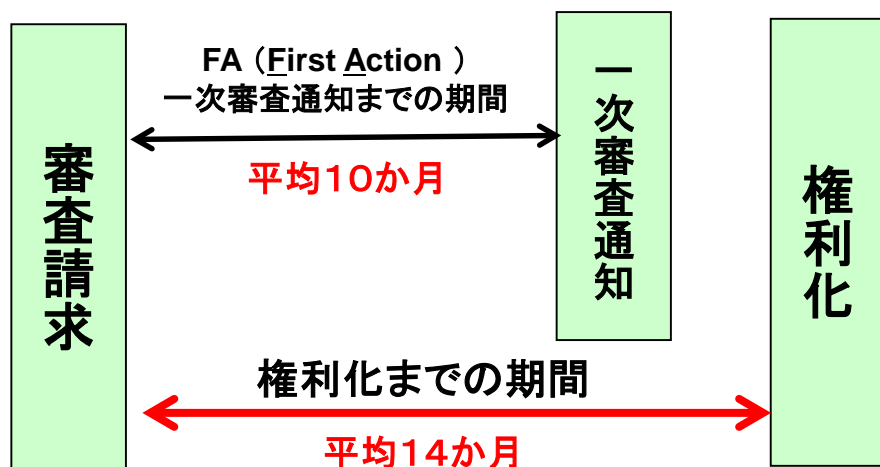 審査請求
FA（First Action ）
一次審査通知までの期間
平均１０か月
一次審査通知
権利化
権利化までの期間
平均１４か月